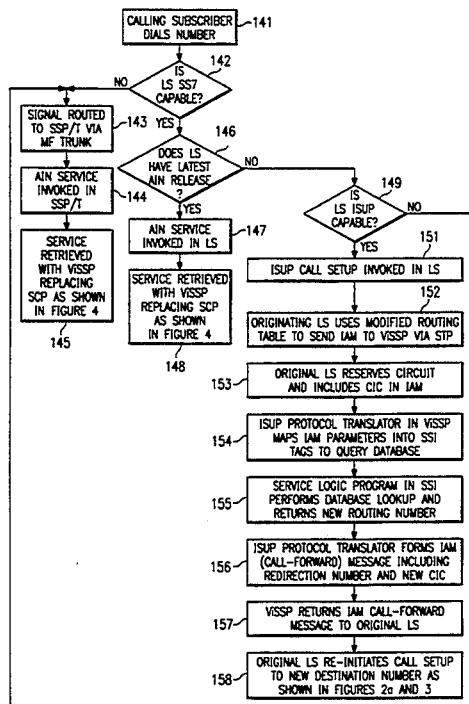 CALLING SUBSCRIBER
DIALS NUMBER
141
142
IS
LS SS7
CAPABLE?
NO
YES
SIGNAL ROUTED
TO SSP/T VIA
MF TRUNK
143
AIN SERVICE
INVOKED IN
SSP/T
144
SERVICE
RETRIEVED
WITH ViSSP
REPLACING
SCP AS SHOWN
IN FIGURE 4
145
146
DOES LS
HAVE LATEST
AIN RELEASE
?
NO
YES
AIN SERVICE
INVOKED IN LS
147
SERVICE RETRIEVED
WITH ViSSP
REPLACING SCP
AS SHOWN
IN FIGURE 4
148
149
IS
LS ISUP
CAPABLE?
NO
YES
151
ISUP CALL SETUP INVOKED IN LS
152
ORIGINATING LS USES MODIFIED ROUTING
TABLE TO SEND IAM TO ViSSP VIA STP
153
ORIGINAL LS RESERVES CIRCUIT
AND INCLUDES CIC IN IAM
154
ISUP PROTOCOL TRANSLATOR IN ViSSP
MAPS IAM PARAMETERS INTO SSI
TAGS TO QUERY DATABASE
155
SERVICE LOGIC PROGRAM IN SSI
PERFORMS DATABASE LOOKUP AND
RETURNS NEW ROUTING NUMBER
156
ISUP PROTOCOL TRANSLATOR FORMS IAM
(CALL-FORWARD) MESSAGE INCLUDING
REDIRECTION NUMBER AND NEW CIC
157
ViSSP RETURNS IAM CALL-FORWARD
MESSAGE TO ORIGINAL LS
158
ORIGINAL LS RE-INITIATES CALL SETUP
TO NEW DESTINATION NUMBER AS
SHOWN IN FIGURES 2a AND 3